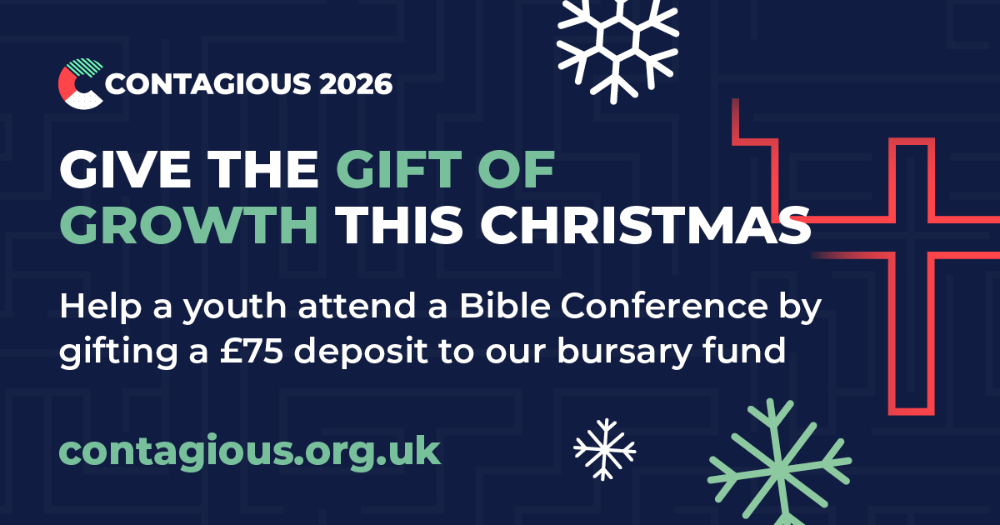 CONTAGIOUS 2026
GIVE THE GIFT OF
GROWTH THIS CHRISTMAS
Help a youth attend a Bible Conference by
gifting a £75 deposit to our bursary fund
contagious.org.uk